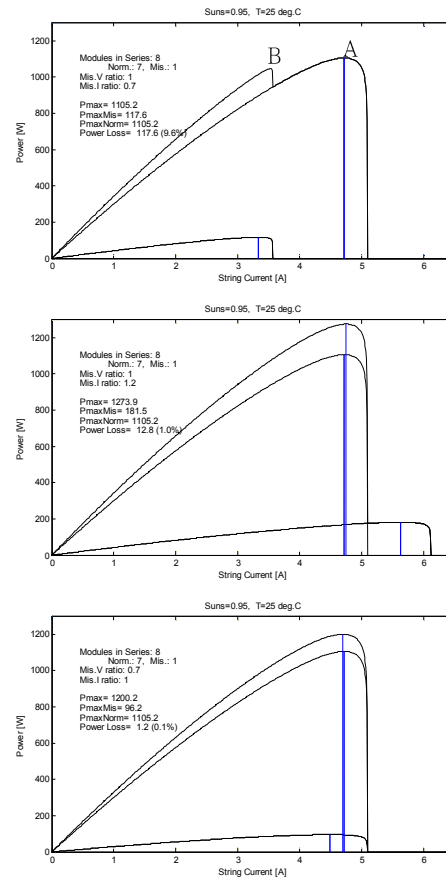 Suns=0.95, T=25 deg.C
B
A
Modules in Series: 8
Norm.: 7, Mis.: 1
Mis.V ratio: 1
Mis.I ratio: 0.7
Pmax= 1105.2
PmaxMis= 117.6
PmaxNorm= 1105.2
Power Loss= 117.6 (9.6%)
Power [W]
1200
1000
800
600
400
200
0
0 1 2 3 4 5 6
String Current [A]
Suns=0.95, T=25 deg.C
Modules in Series: 8
Norm.: 7, Mis.: 1
Mis.V ratio: 1
Mis.I ratio: 1.2
Pmax= 1273.9
PmaxMis= 181.5
PmaxNorm= 1105.2
Power Loss= 12.8 (1.0%)
Power [W]
1200
1000
800
600
400
200
0
0 1 2 3 4 5 6
String Current [A]
Suns=0.95, T=25 deg.C
Modules in Series: 8
Norm.: 7, Mis.: 1
Mis.V ratio: 0.7
Mis.I ratio: 1
Pmax= 1200.2
PmaxMis= 96.2
PmaxNorm= 1105.2
Power Loss= 1.2 (0.1%)
Power [W]
1200
1000
800
600
400
200
0
0 1 2 3 4 5 6
String Current [A]